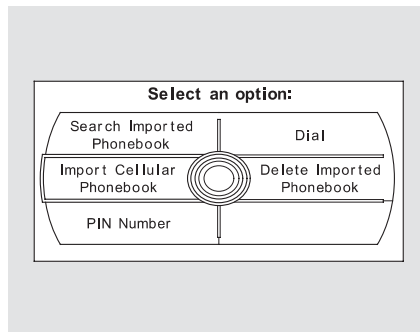 Select an option:
Search Imported
Phonebook
Dial
Import Cellular
Phonebook
Delete Imported
Phonebook
PIN Number